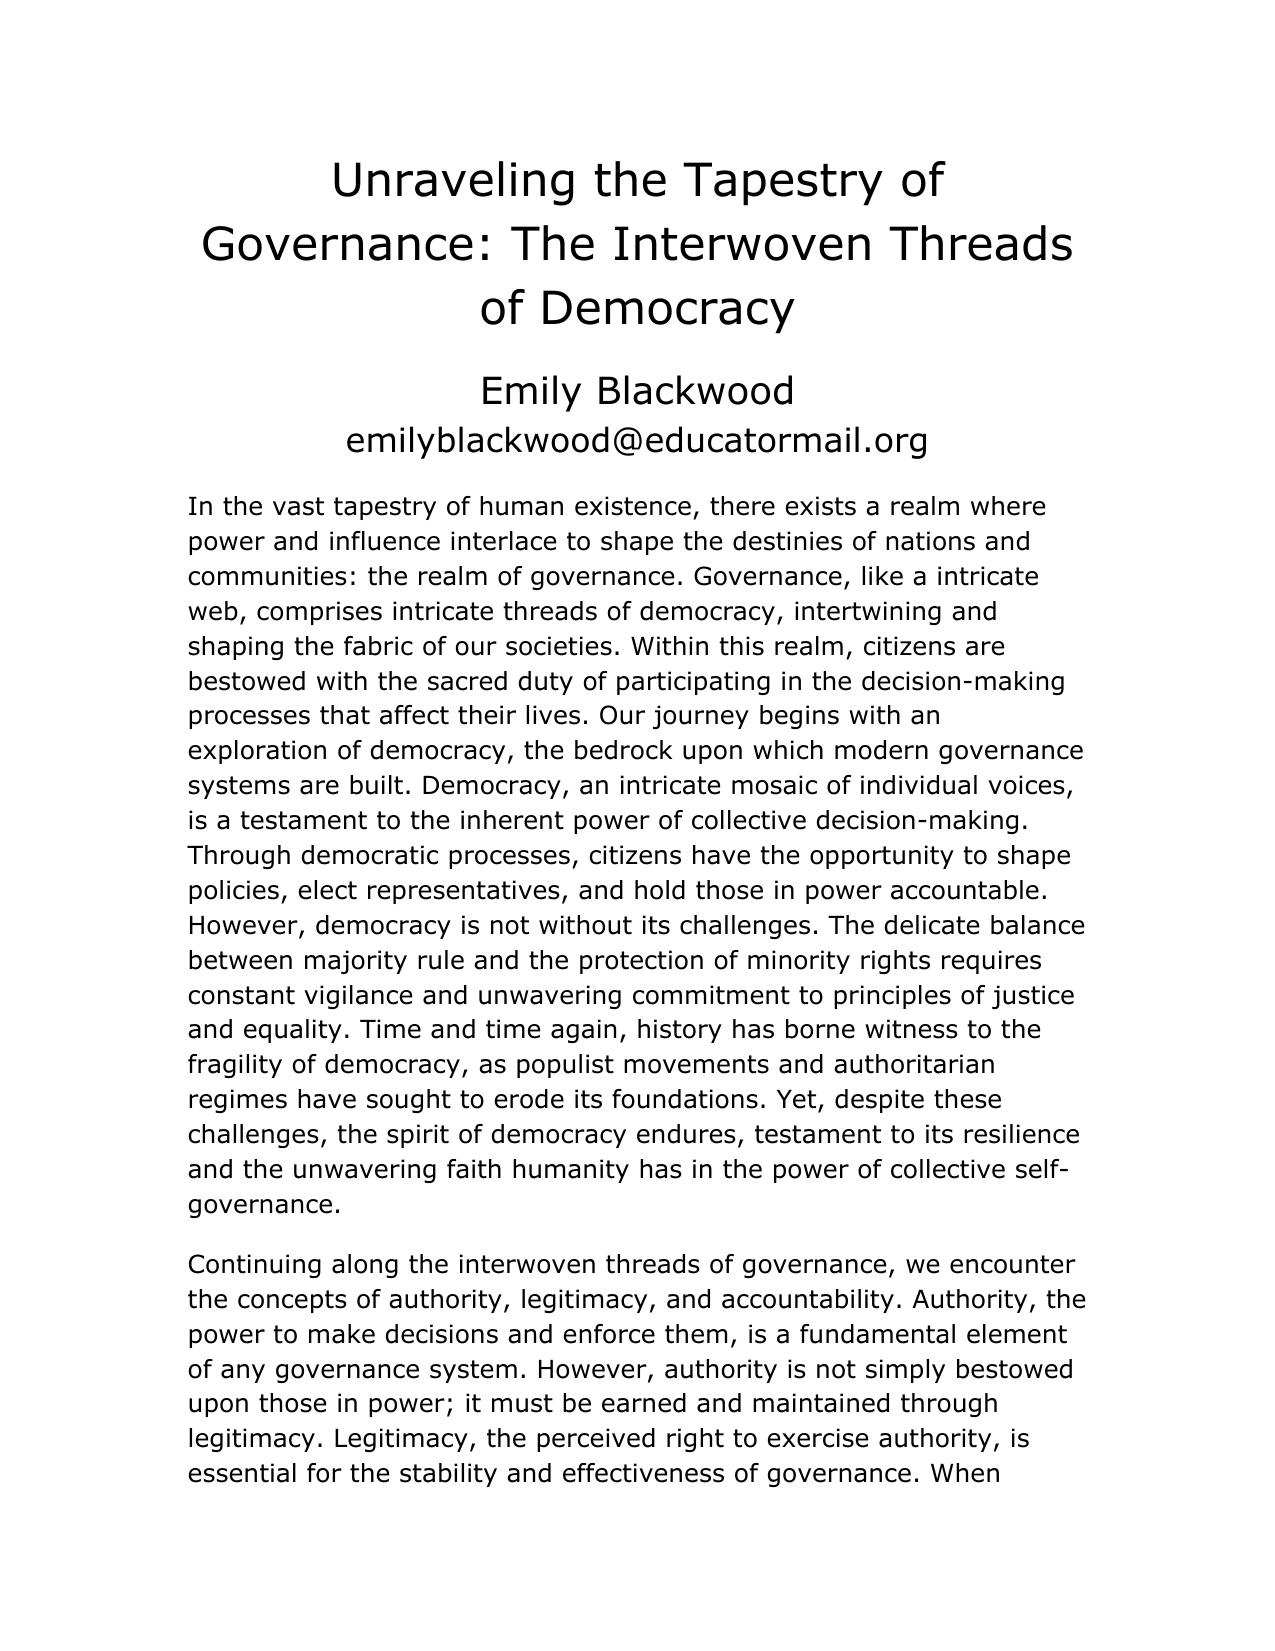 Unraveling the Tapestry of
Governance: The Interwoven Threads
of Democracy
Emily Blackwood
emilyblackwood@educatormail.org
In the vast tapestry of human existence, there exists a realm where
power and influence interlace to shape the destinies of nations and
communities: the realm of governance. Governance, like a intricate
web, comprises intricate threads of democracy, intertwining and
shaping the fabric of our societies. Within this realm, citizens are
bestowed with the sacred duty of participating in the decision-making
processes that affect their lives. Our journey begins with an
exploration of democracy, the bedrock upon which modern governance
systems are built. Democracy, an intricate mosaic of individual voices,
is a testament to the inherent power of collective decision-making.
Through democratic processes, citizens have the opportunity to shape
policies, elect representatives, and hold those in power accountable.
However, democracy is not without its challenges. The delicate balance
between majority rule and the protection of minority rights requires
constant vigilance and unwavering commitment to principles of justice
and equality. Time and time again, history has borne witness to the
fragility of democracy, as populist movements and authoritarian
regimes have sought to erode its foundations. Yet, despite these
challenges, the spirit of democracy endures, testament to its resilience
and the unwavering faith humanity has in the power of collective self-
governance.
Continuing along the interwoven threads of governance, we encounter
the concepts of authority, legitimacy, and accountability. Authority, the
power to make decisions and enforce them, is a fundamental element
of any governance system. However, authority is not simply bestowed
upon those in power; it must be earned and maintained through
legitimacy. Legitimacy, the perceived right to exercise authority, is
essential for the stability and effectiveness of governance. When